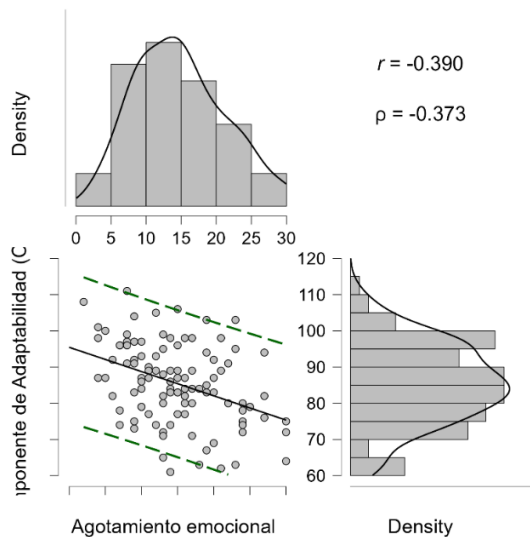 Density
r = -0.390
ρ = -0.373
0 5 10 15 20 25 30
ponente de Adaptabilidad (C
120
110
100
90
80
70
60
Agotamiento emocional
Density